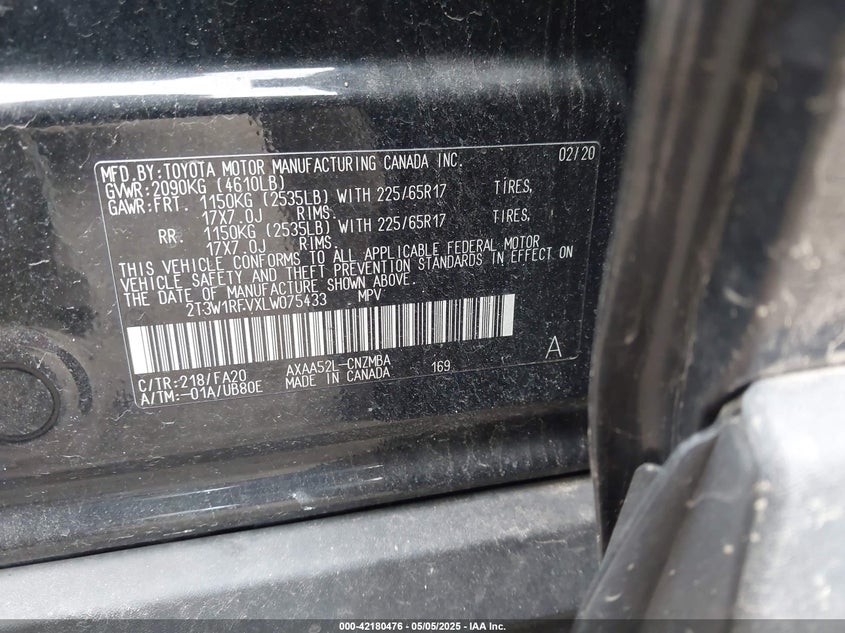 MFD.BY:TOYOTA MOTOR MANUFACTURING CANADA INC. 02/20
GVWR:2090KG (4610LB)
GAWR:FRT. 1150KG (2535LB) WITH 225/65R17 TIRES,
17X7.0J RIMS.
RR. 1150KG (2535LB) WITH 225/65R17 TIRES,
17X7.0J RIMS.
THIS VEHICLE CONFORMS TO ALL APPLICABLE FEDERAL MOTOR
VEHICLE SAFETY AND THEFT PREVENTION STANDARDS IN EFFECT ON
THE DATE OF MANUFACTURE SHOWN ABOVE.
2T3W1RFVXLW075433 MPV
C/TR:218/FA20 AXAA52L-CNZMBA 169 A
A/TM:-01A/UB80E MADE IN CANADA
000-42180476 - 05/05/2025 - IAA Inc.